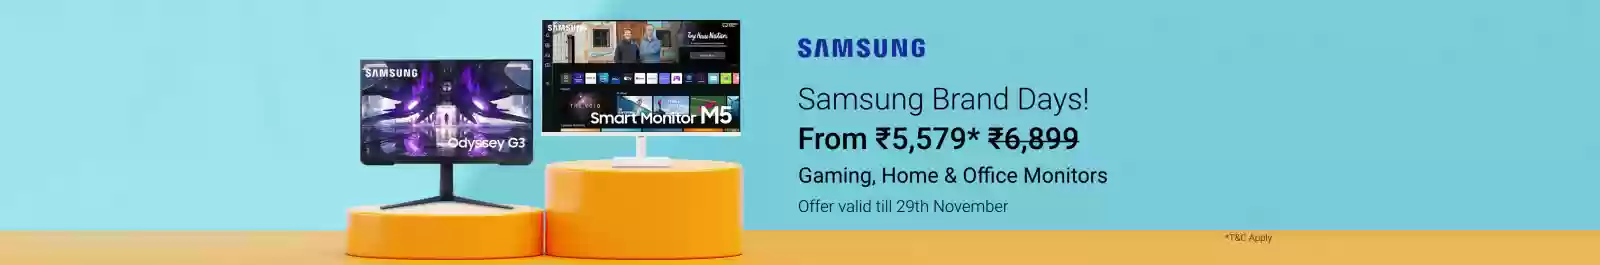 SAMSUNG
Odyssey G3
SAMSUNG
Smart Monitor M5
SAMSUNG
Samsung Brand Days!
From ₹5,579* ₹6,899
Gaming, Home & Office Monitors
Offer valid till 29th November
*T&C Apply